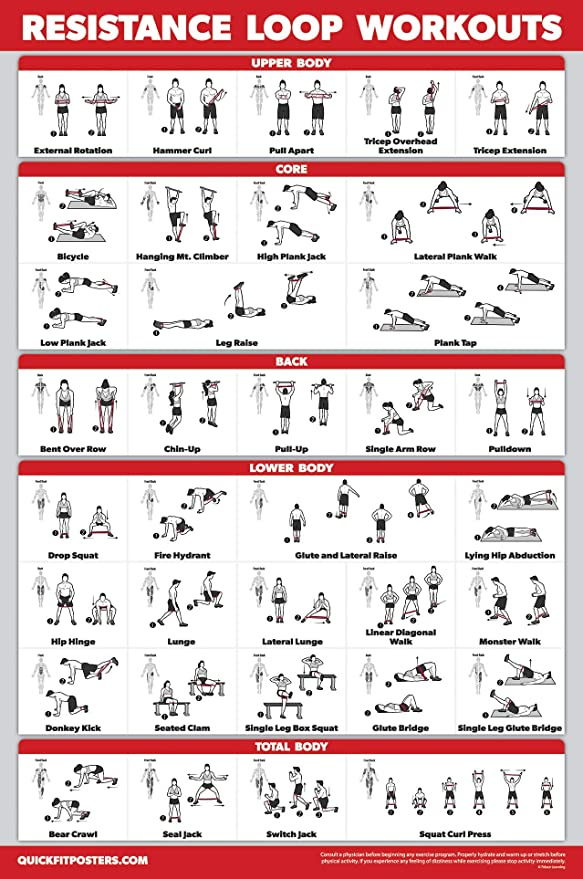 RESISTANCE LOOP WORKOUTS
UPPER BODY
External Rotation
Hammer Curl
Pull Apart
Tricep Overhead
Extension
Tricep Extension
CORE
Bicycle
Hanging Mt. Climber
High Plank Jack
Lateral Plank Walk
Low Plank Jack
Leg Raise
Plank Tap
BACK
Bent Over Row
Chin-Up
Pull-Up
Single Arm Row
Pulldown
LOWER BODY
Drop Squat
Fire Hydrant
Glute and Lateral Raise
Lying Hip Abduction
Hip Hinge
Lunge
Lateral Lunge
Linear Diagonal
Walk
Monster Walk
Donkey Kick
Seated Clam
Single Leg Box Squat
Glute Bridge
Single Leg Glute Bridge
TOTAL BODY
Bear Crawl
Seal Jack
Switch Jack
Squat Curl Press
QUICKFITPOSTERS.COM
Consult a physician before beginning any exercise program. Properly hydrate and warm up or stretch before
physical activity. If you experience any feeling of dizziness while exercising please stop activity immediately.